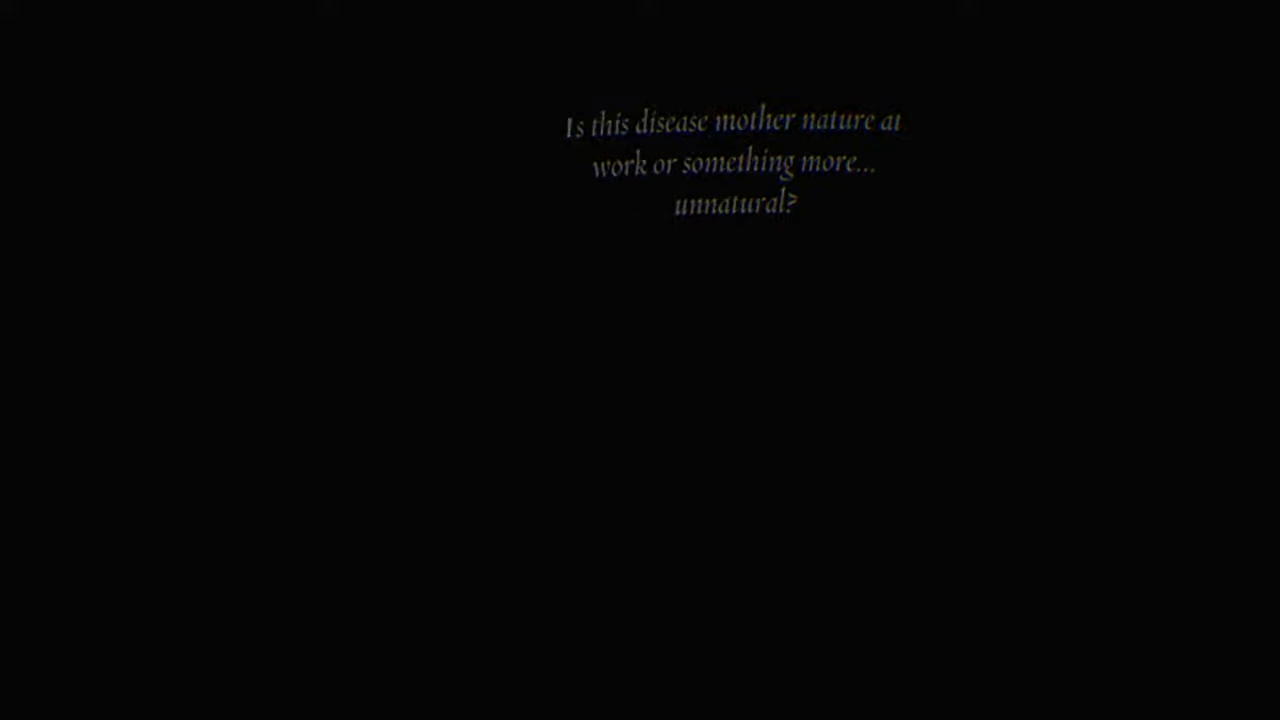 Is this disease mother nature at
work or something more...
unnatural?